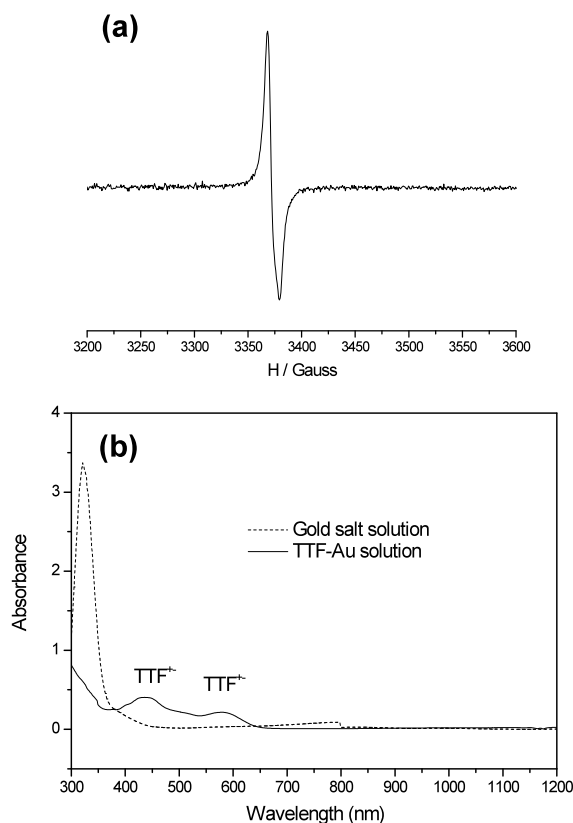 (a)
3200 3250 3300 3350 3400 3450 3500 3550 3600
H / Gauss
(b)
4
3
2
1
0
Absorbance
Gold salt solution
TTF-Au solution
TTF+· TTF+·
300 400 500 600 700 800 900 1000 1100 1200
Wavelength (nm)